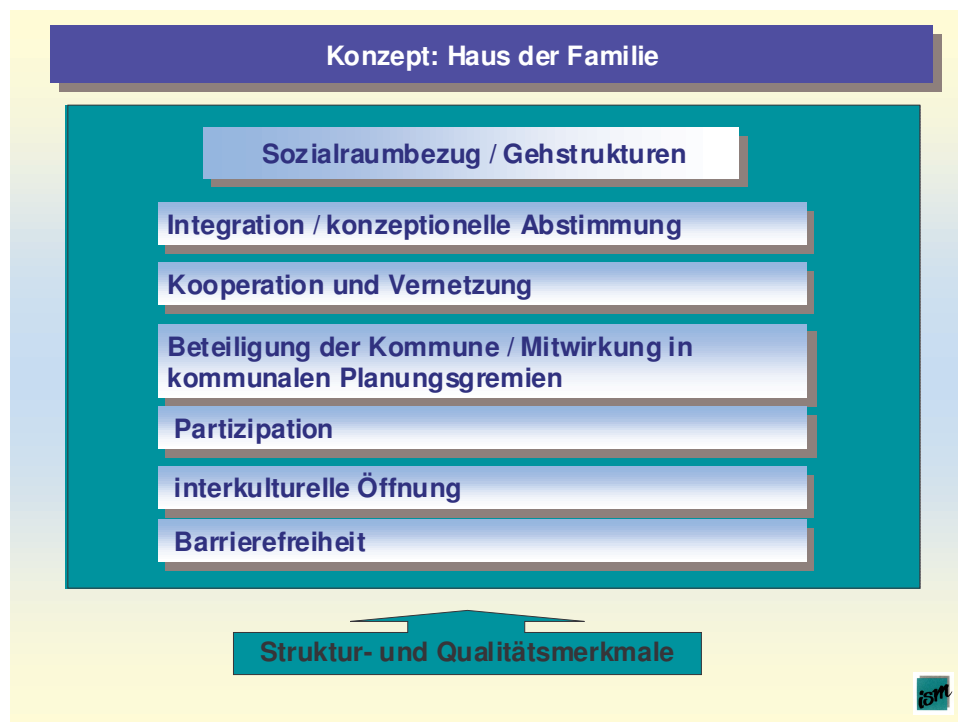 Konzept: Haus der Familie
Sozialraumbezug / Gehstrukturen
Integration / konzeptionelle Abstimmung
Kooperation und Vernetzung
Beteiligung der Kommune / Mitwirkung in
kommunalen Planungsgremien
Partizipation
interkulturelle Öffnung
Barrierefreiheit
Struktur- und Qualitätsmerkmale
ism